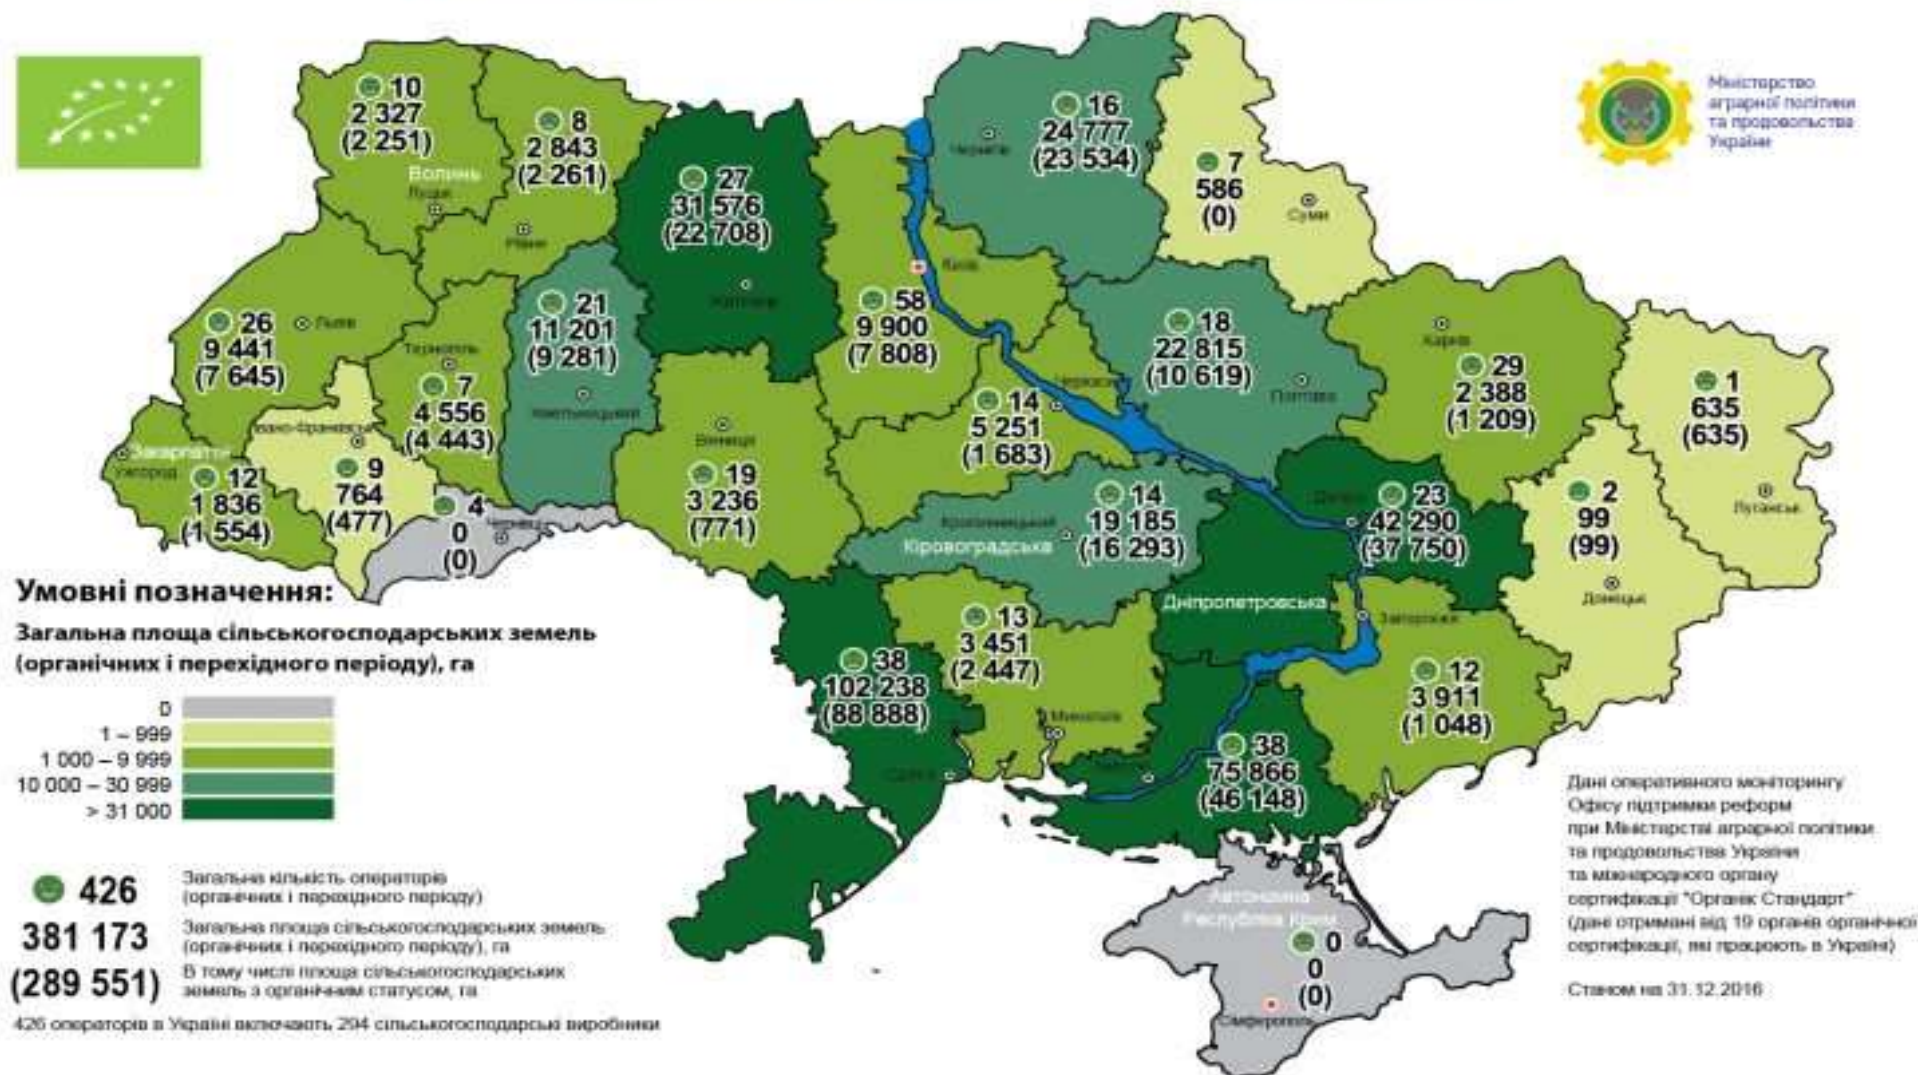 Міністерство
аграрної політики
та продовольства
України
10
2 327
(2 251)
Волинь
Луцьк
8
2 843
(2 261)
Рівне
27
31 576
(22 708)
Житомир
16
24 777
(23 534)
Чернігів
7
586
(0)
Суми
26
9 441
(7 645)
Львів
21
11 201
(9 281)
Хмельницький
58
9 900
(7 808)
Київ
18
22 815
(10 619)
Полтава
Харків
29
2 388
(1 209)
1
635
(635)
Луганськ
Тернопіль
7
4 556
(4 443)
Івано-Франківськ
9
764
(477)
Закарпаття
Ужгород
12
1 836
(1 554)
4
0
(0)
Чернівці
Вінниця
19
3 236
(771)
Черкаси
14
5 251
(1 683)
14
19 185
(16 293)
Кропивницький
Кіровоградська
Дніпро
23
42 290
(37 750)
Дніпропетровська
2
99
(99)
Донецьк
Запоріжжя
12
3 911
(1 048)
13
3 451
(2 447)
Миколаїв
38
102 238
(88 888)
Одеса
38
75 866
(46 148)
Автономна
Республіка Крим
0
0
(0)
Сімферополь
Умовні позначення:
Загальна площа сільськогосподарських земель
(органічних і перехідного періоду), га
0
1 – 999
1 000 – 9 999
10 000 – 30 999
> 31 000
426
Загальна кількість операторів
(органічних і перехідного періоду)
381 173
Загальна площа сільськогосподарських земель
(органічних і перехідного періоду), га
(289 551)
В тому числі площа сільськогосподарських
земель з органічним статусом, га
426 операторів в Україні включають 294 сільськогосподарські виробники
Дані оперативного моніторингу
Офісу підтримки реформ
при Міністерстві аграрної політики
та продовольства України
та міжнародного органу
сертифікації "Органік Стандарт"
(дані отримані від 19 органів органічної
сертифікації, які працюють в Україні)
Станом на 31.12.2016